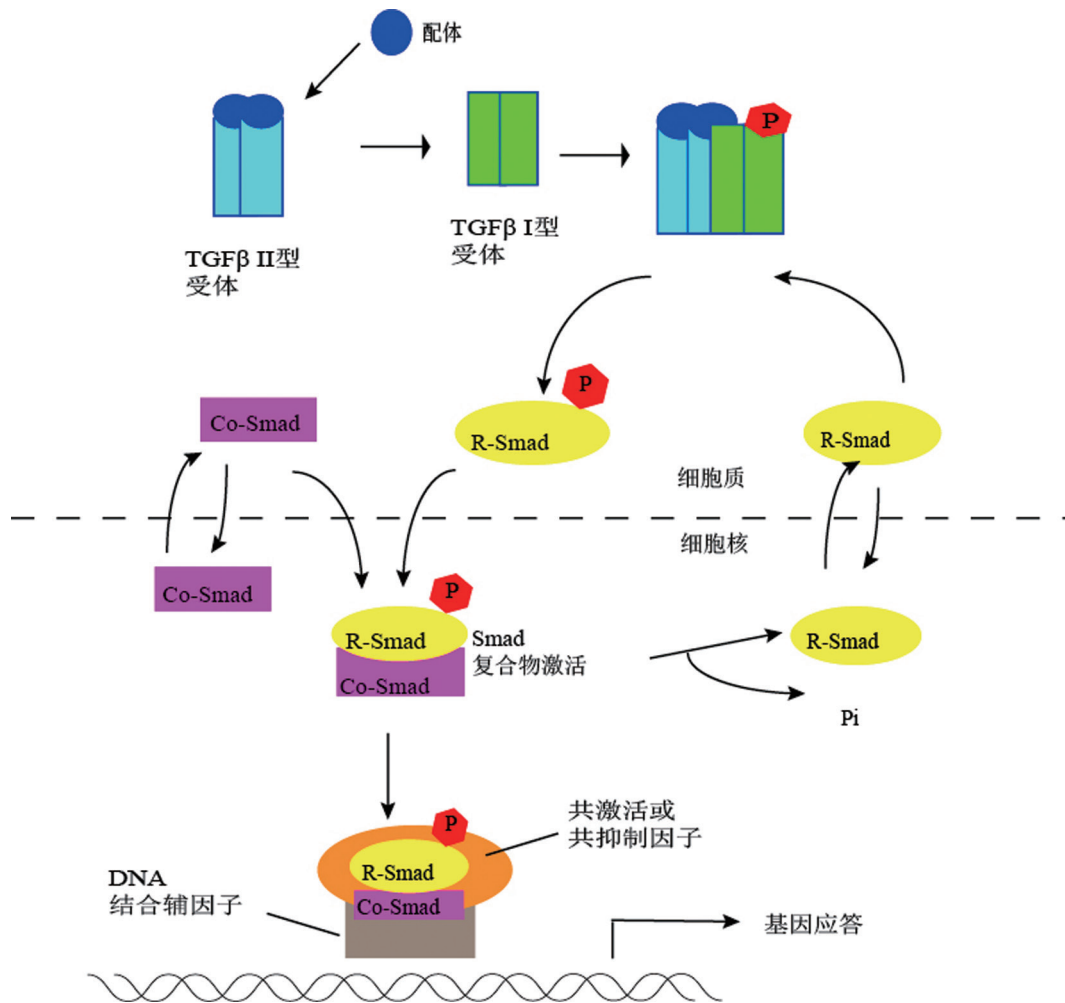 配体
P
TGFβ II型
受体
TGFβ I型
受体
P
R-Smad
R-Smad
Co-Smad
细胞质
细胞核
Co-Smad
P
R-Smad
Co-Smad
Smad
复合物激活
R-Smad
Pi
P
R-Smad
Co-Smad
共激活或
共抑制因子
DNA
结合辅因子
基因应答